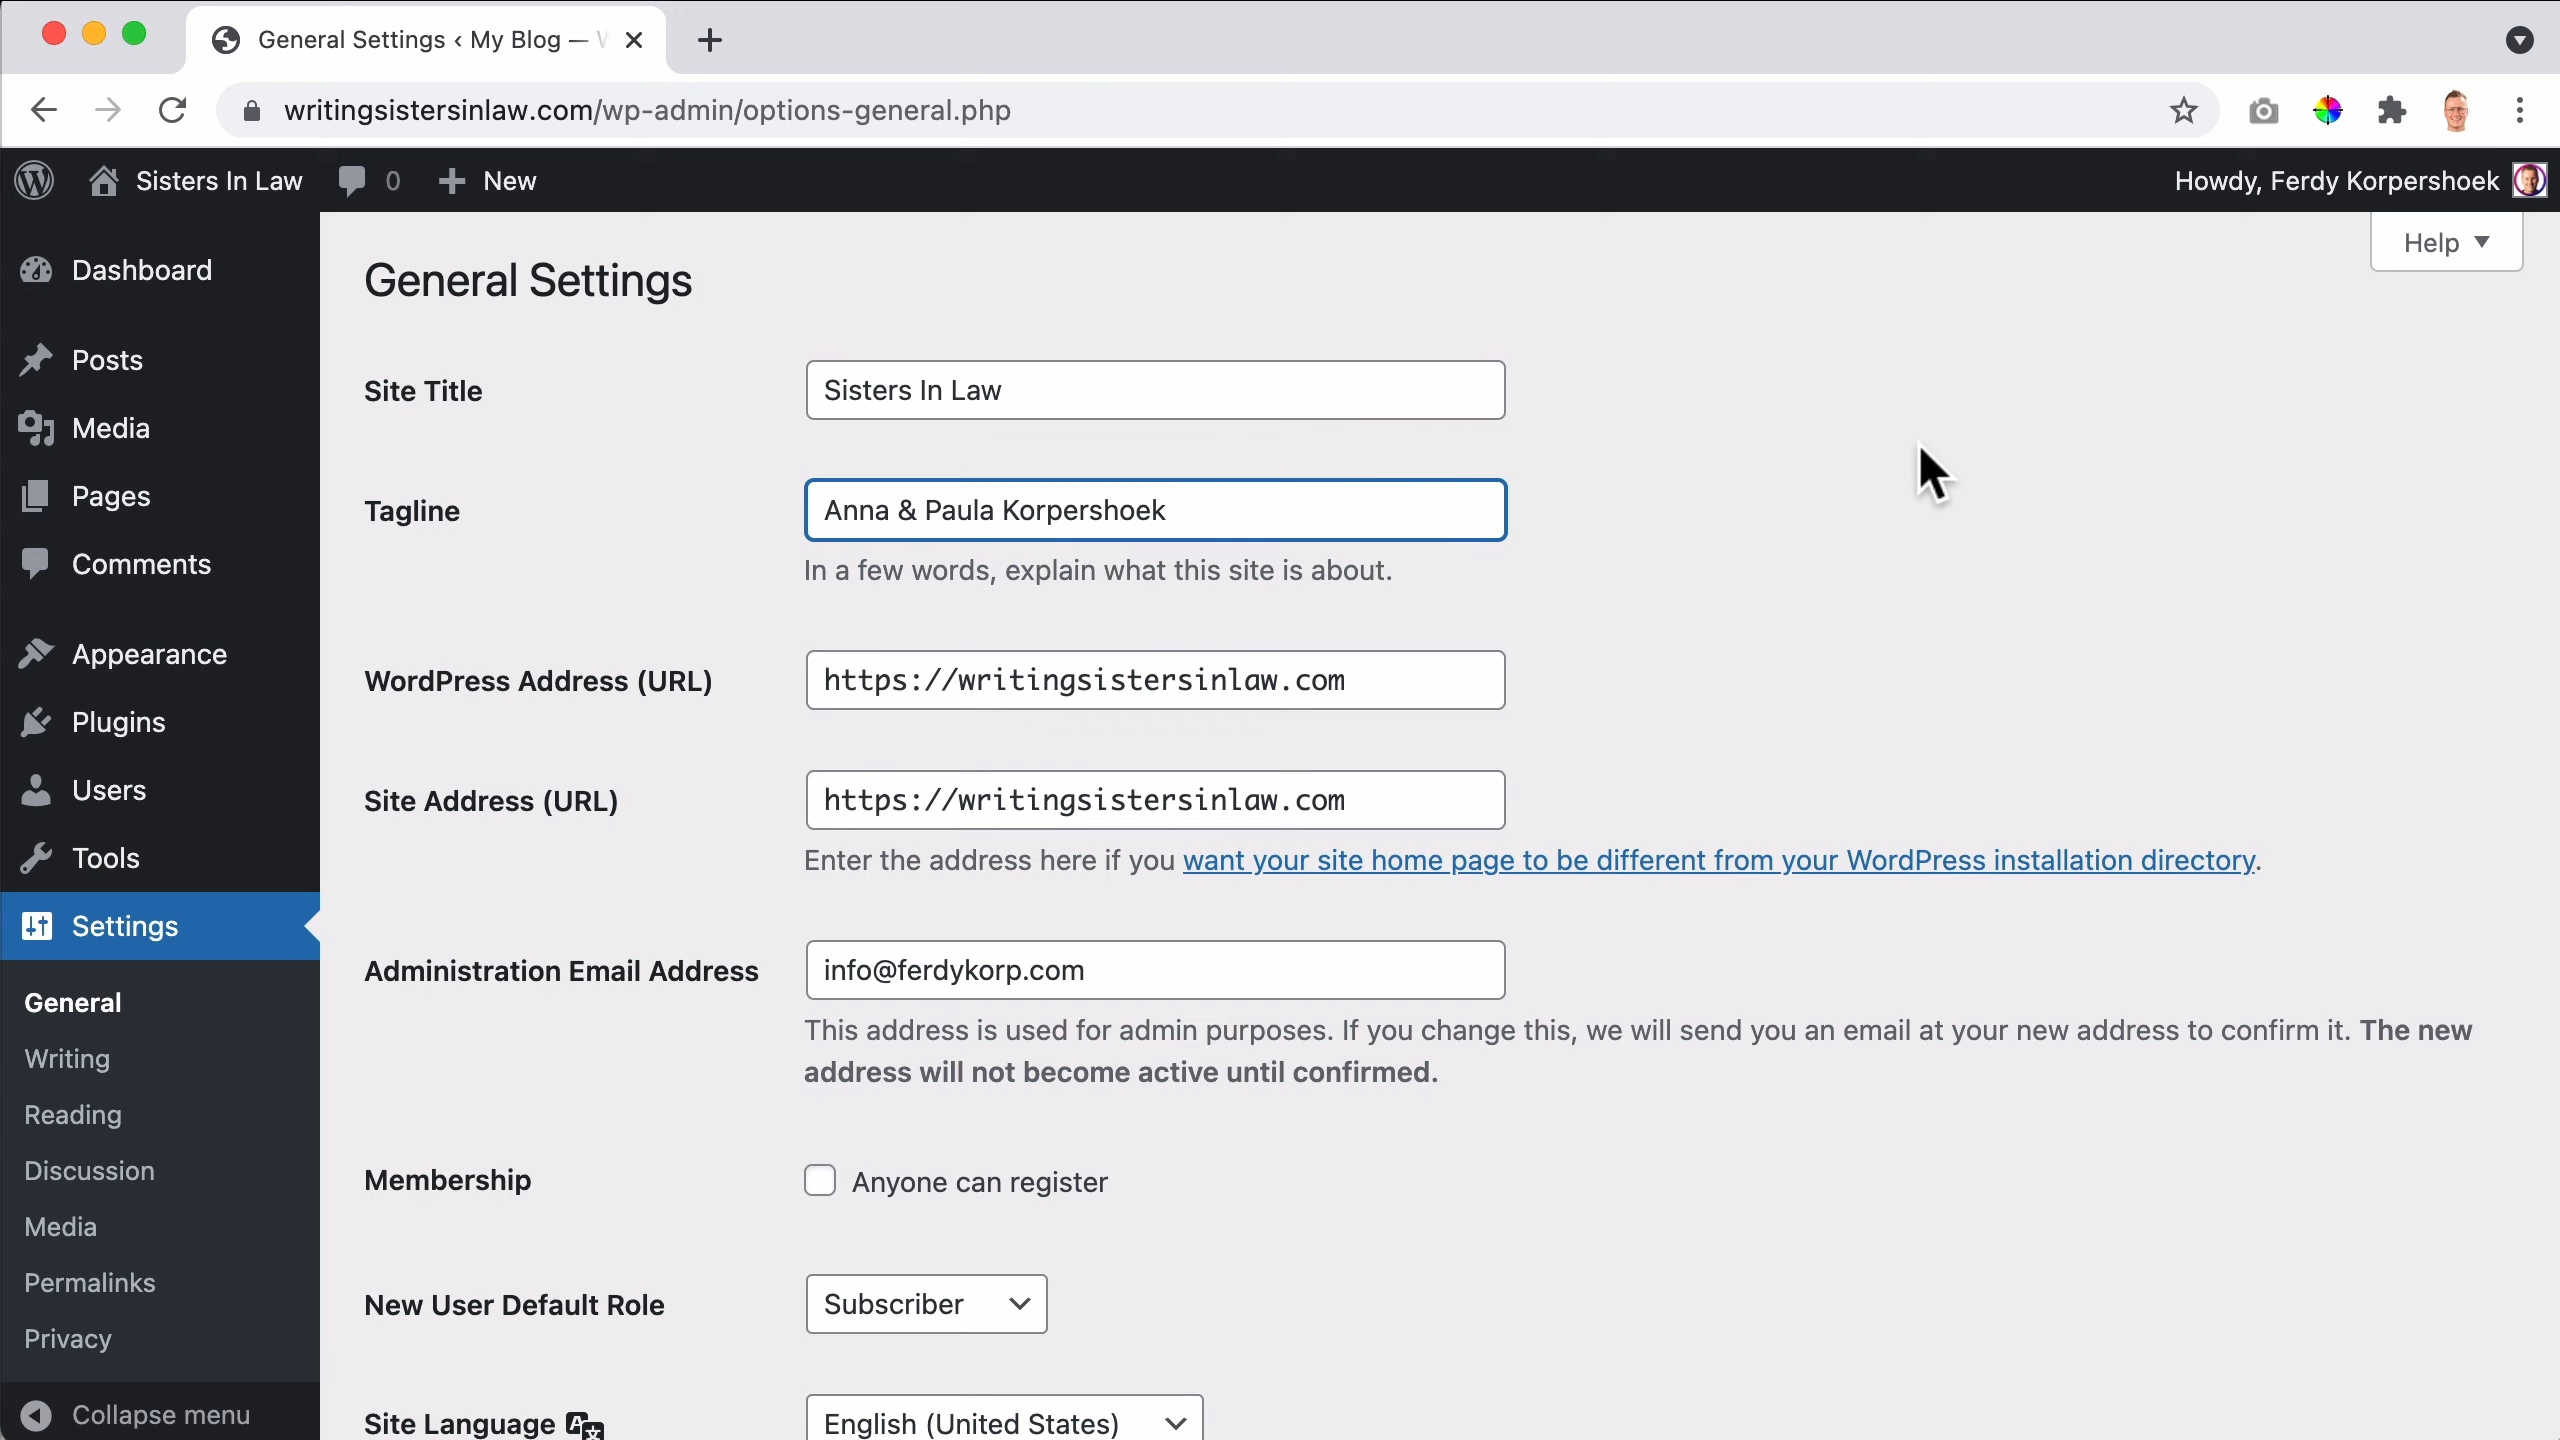 General Settings ‹ My Blog —
writingsistersinlaw.com/wp-admin/options-general.php
Sisters In Law 0 New
Howdy, Ferdy Korpershoek
Help
Dashboard
Posts
Media
Pages
Comments
Appearance
Plugins
Users
Tools
Settings
General
Writing
Reading
Discussion
Media
Permalinks
Privacy
Collapse menu
General Settings
Site Title Sisters In Law
Tagline Anna & Paula Korpershoek
In a few words, explain what this site is about.
WordPress Address (URL) https://writingsistersinlaw.com
Site Address (URL) https://writingsistersinlaw.com
Enter the address here if you want your site home page to be different from your WordPress installation directory.
Administration Email Address info@ferdykorp.com
This address is used for admin purposes. If you change this, we will send you an email at your new address to confirm it. The new
address will not become active until confirmed.
Membership Anyone can register
New User Default Role Subscriber
Site Language English (United States)